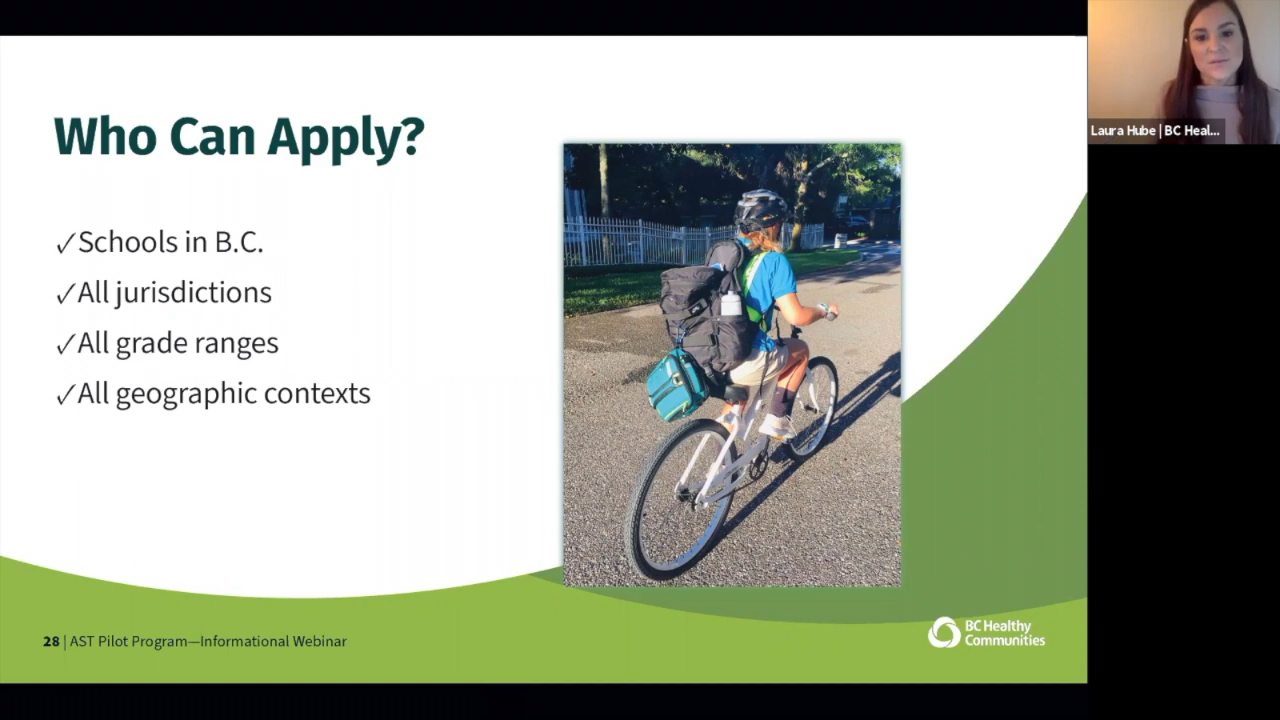 Who Can Apply?
✓Schools in B.C.
✓All jurisdictions
✓All grade ranges
✓All geographic contexts
28 | AST Pilot Program—Informational Webinar
BC Healthy
Communities
Laura Hube | BC Heal...